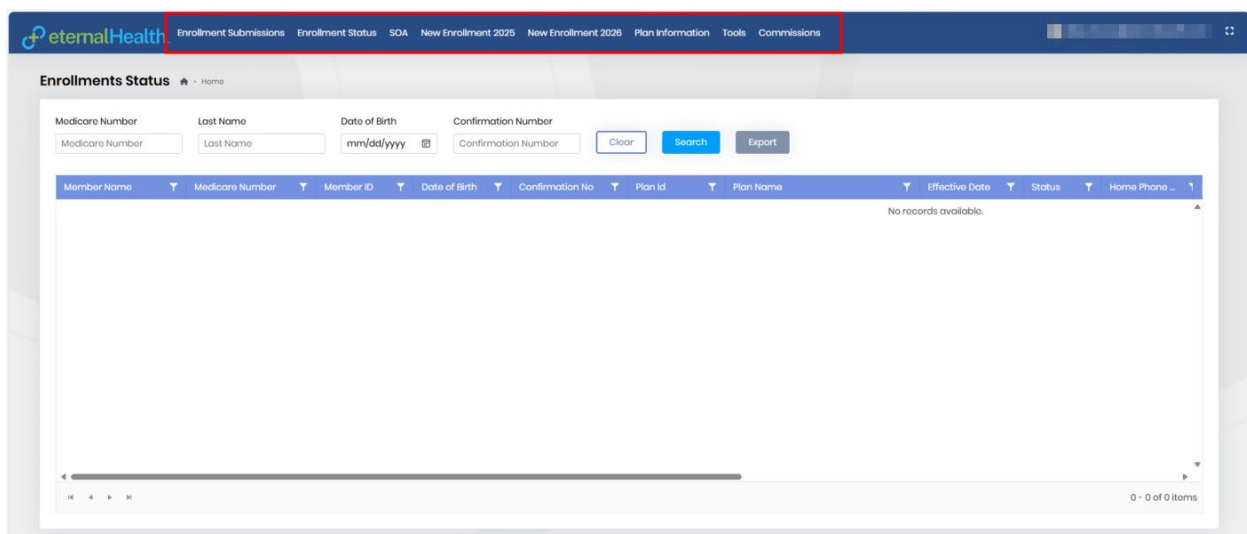 eternalHealth Enrollment Submissions Enrollment Status SOA New Enrollment 2025 New Enrollment 2026 Plan Information Tools Commissions
Enrollments Status - Home
Medicare Number Last Name Date of Birth Confirmation Number
Medicare Number Last Name mm/dd/yyyy Confirmation Number Clear Search Export
Member Name Medicare Number Member ID Date of Birth Confirmation No Plan Id Plan Name Effective Date Status Home Phone ...
No records available.
0 - 0 of 0 items